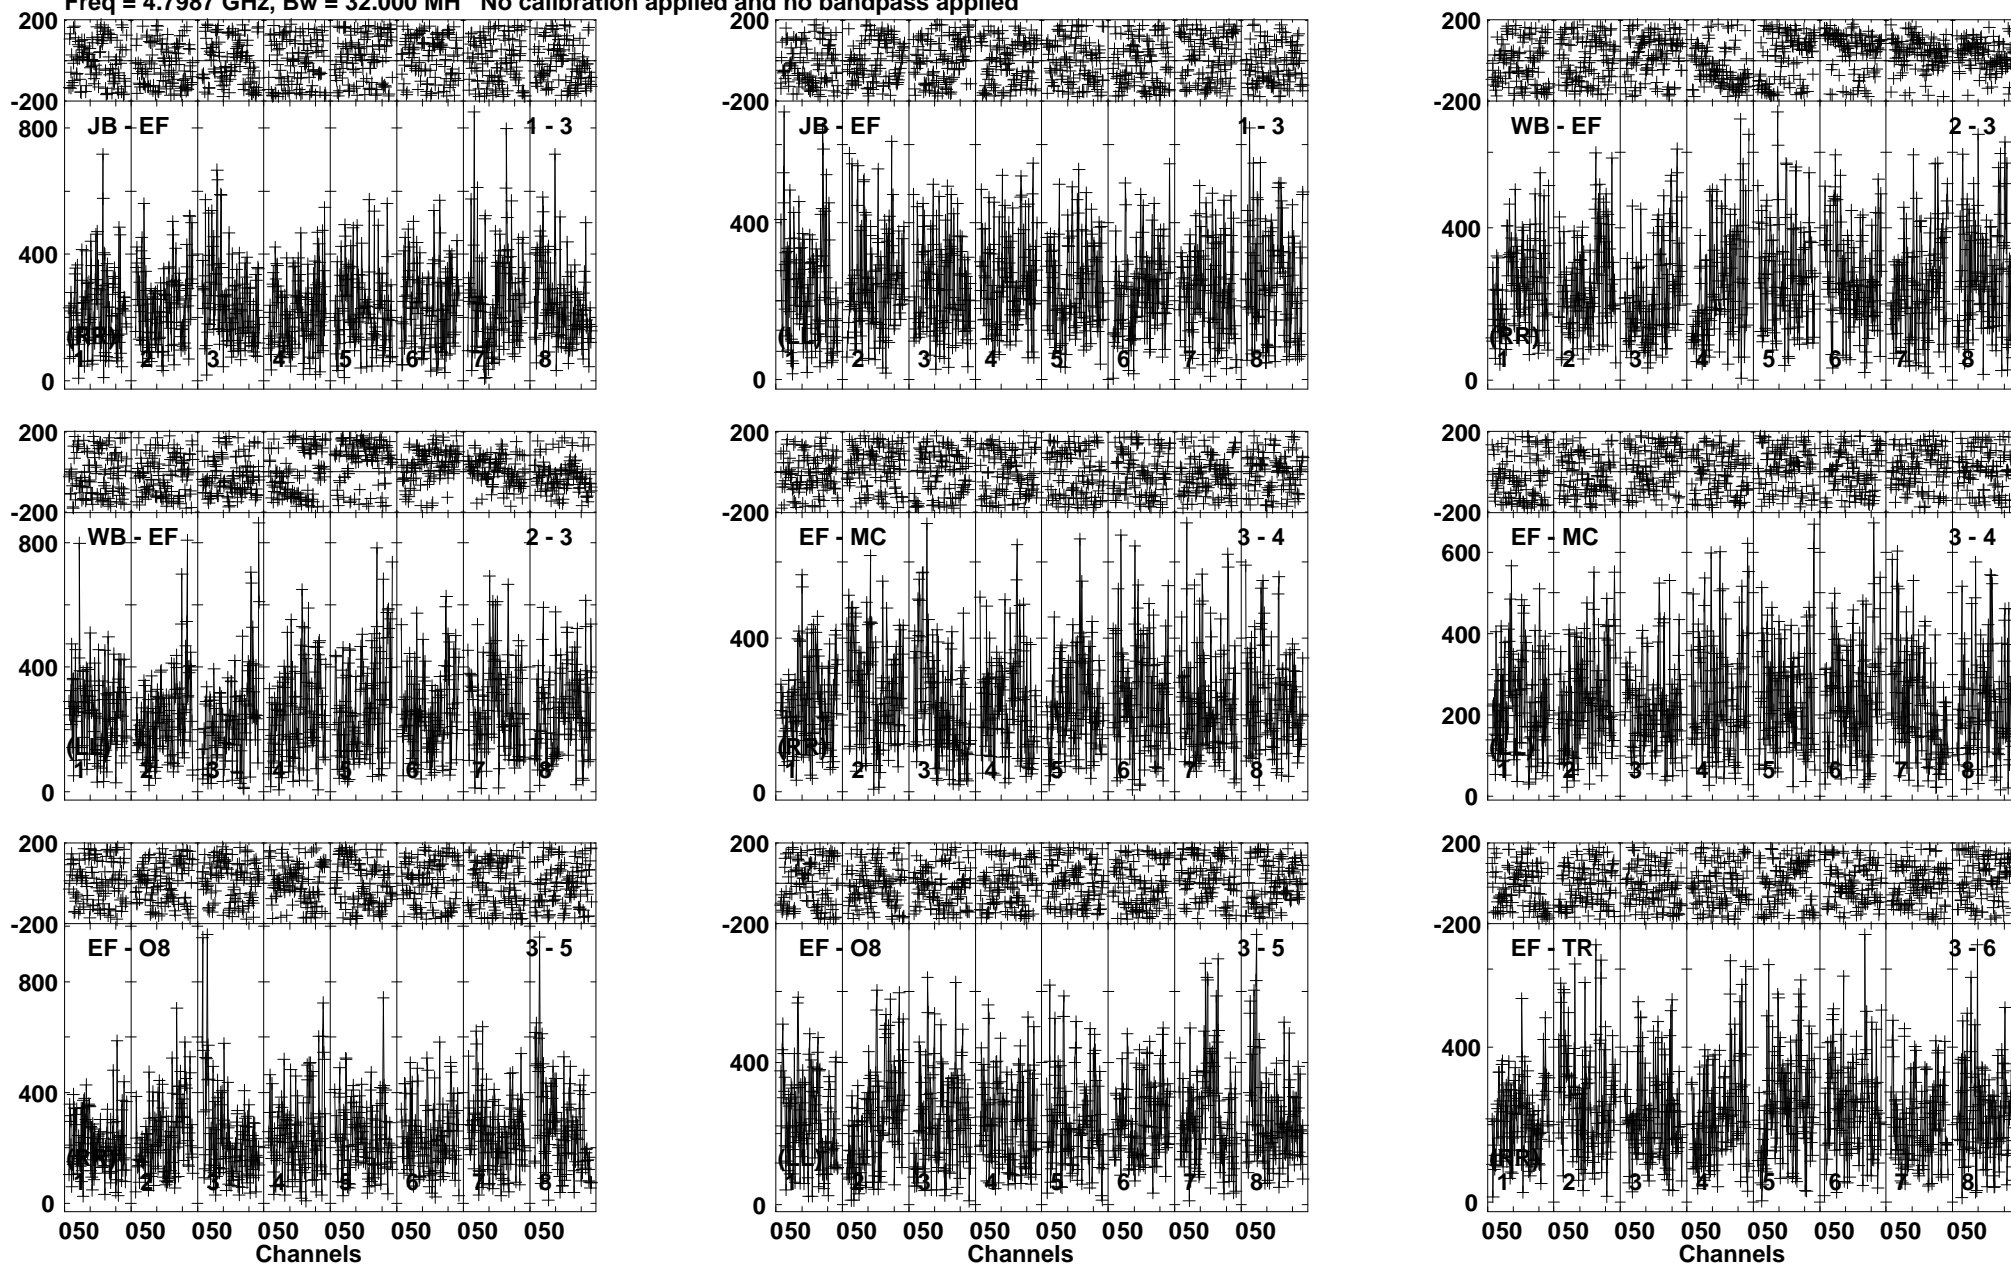 Freq = 4.7987 GHz, Bw = 32.000 MH No calibration applied and no bandpass applied
200
-200
JB - EF 1 - 3
800
400
0
(RR)
1 2 3 4 5 6 7 8
200
-200
JB - EF 1 - 3
400
0
(LL)
1 2 3 4 5 6 7 8
200
-200
WB - EF 2 - 3
400
0
(RR)
1 2 3 4 5 6 7 8
200
-200
WB - EF 2 - 3
800
400
0
(LL)
1 2 3 4 5 6 7 8
200
-200
EF - MC 3 - 4
400
0
(RR)
1 2 3 4 5 6 7 8
200
-200
EF - MC 3 - 4
600
400
200
0
(LL)
1 2 3 4 5 6 7 8
200
-200
EF - O8 3 - 5
800
400
0
(RR)
1 2 3 4 5 6 7 8
050 050 050 050 050 050 050 050
Channels
200
-200
EF - O8 3 - 5
400
0
(LL)
1 2 3 4 5 6 7 8
050 050 050 050 050 050 050 050
200
-200
EF - TR 3 - 6
400
0
(RR)
1 2 3 4 5 6 7 8
050 050 050 050 050 050 050 050
Channels